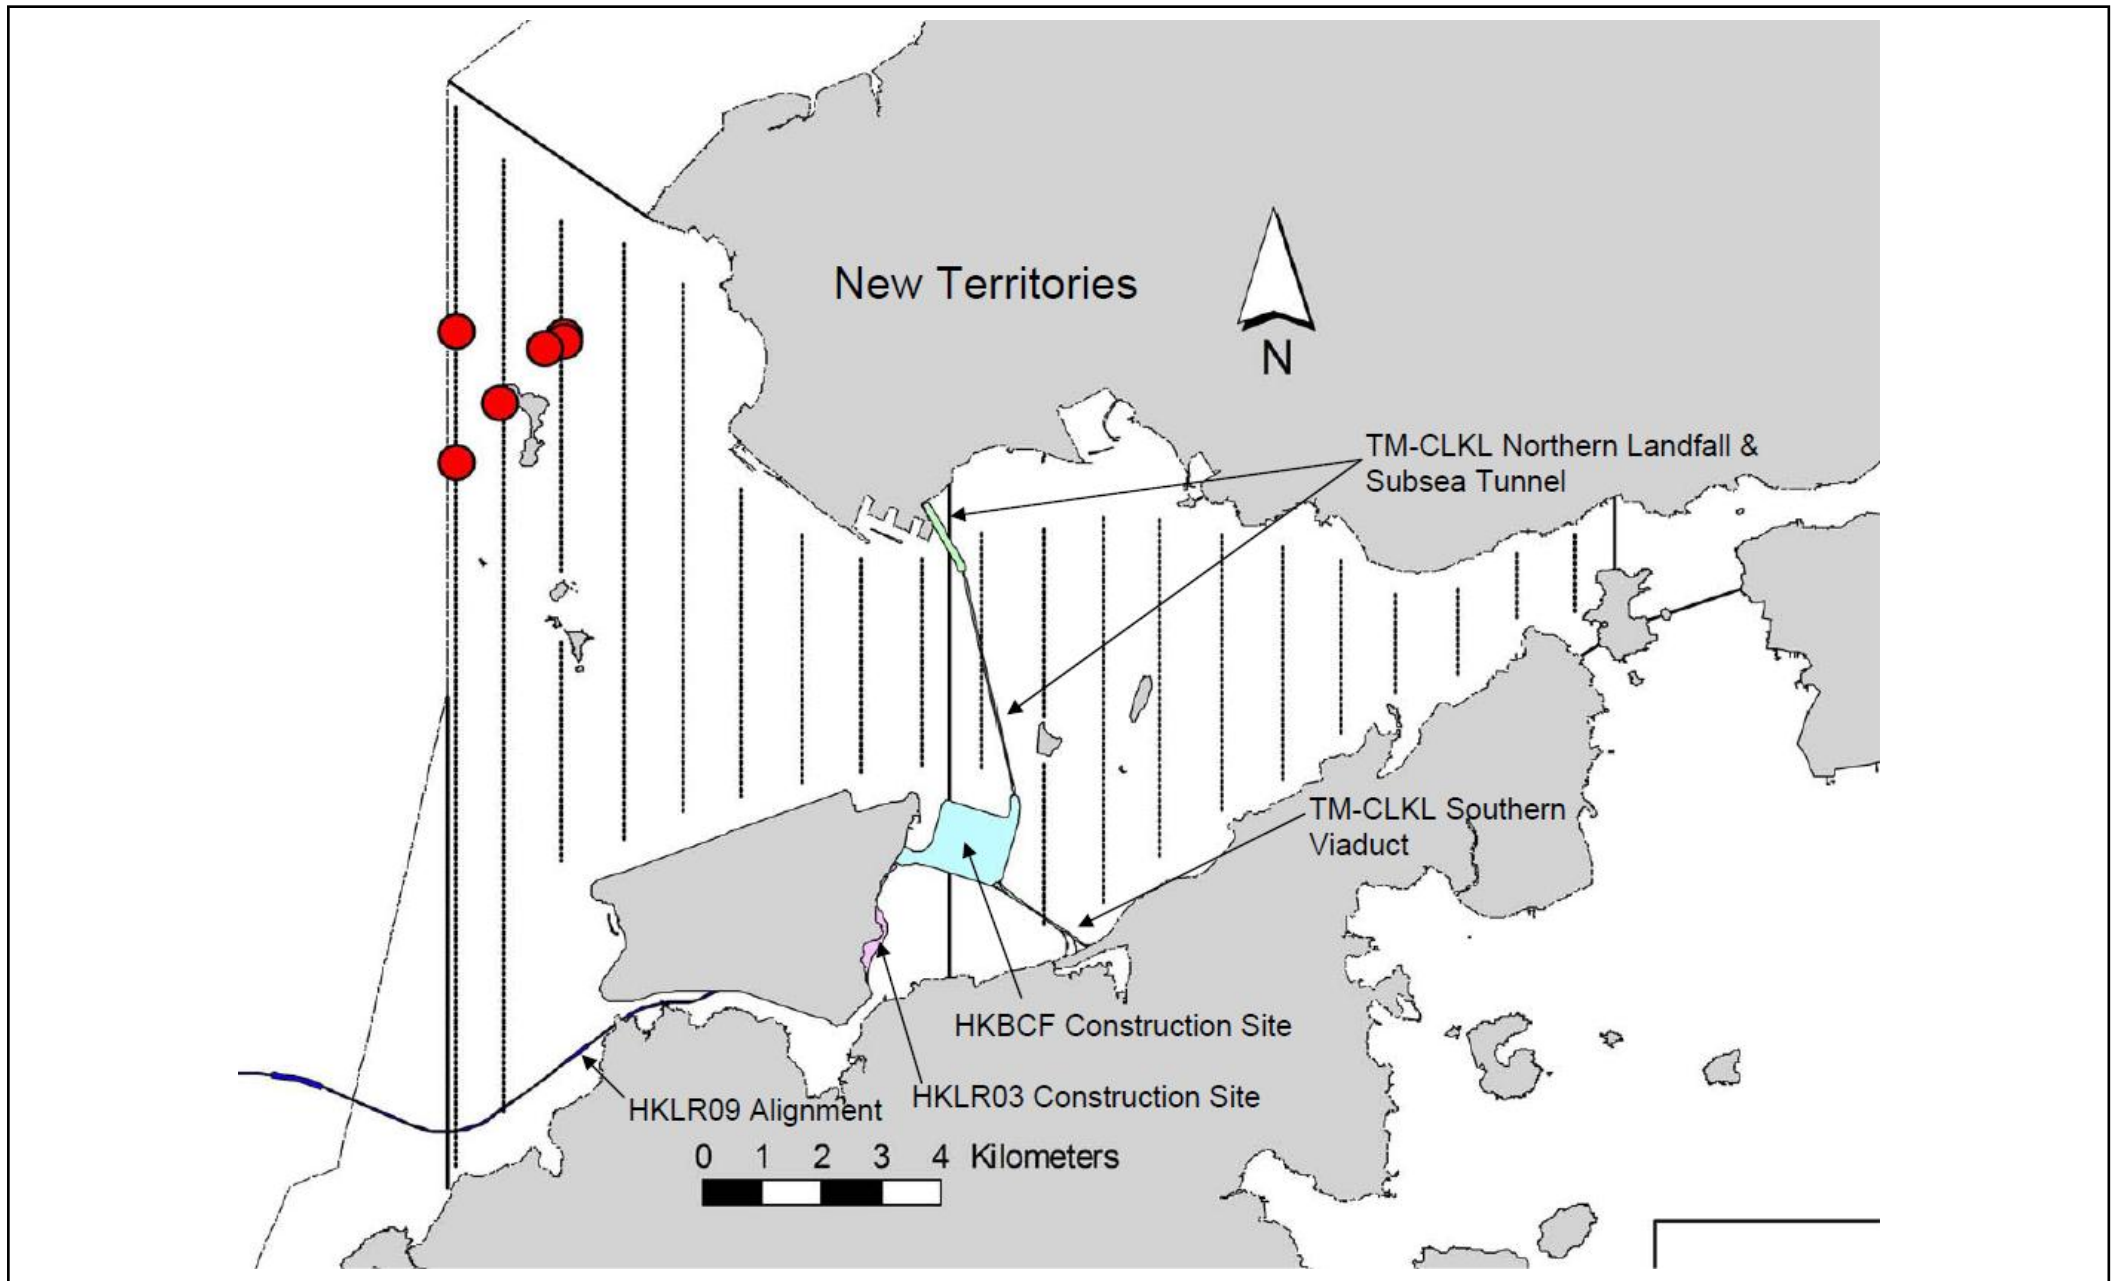 New Territories
N
TM-CLKL Northern Landfall &
Subsea Tunnel
TM-CLKL Southern
Viaduct
HKBCF Construction Site
HKLR03 Construction Site
HKLR09 Alignment
0 1 2 3 4 Kilometers